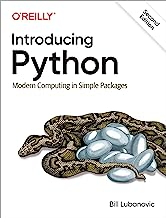 O'REILLY®
Second Edition
Introducing
Python
Modern Computing in Simple Packages
Bill Lubanovic